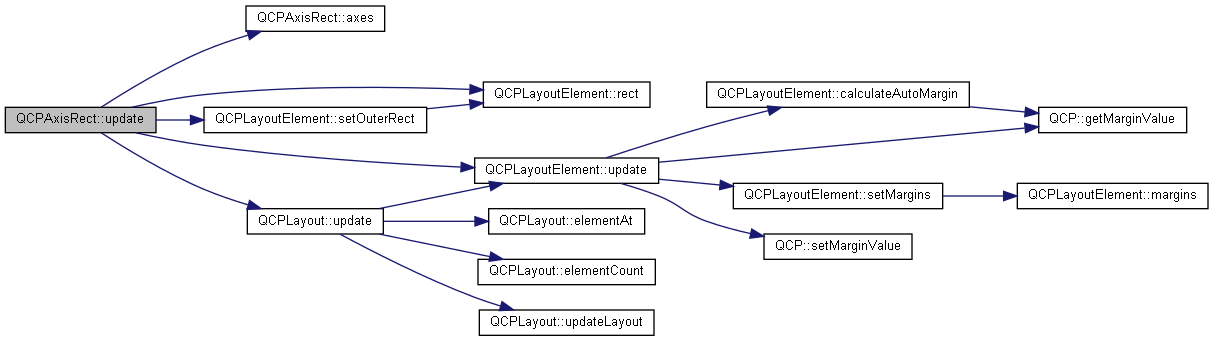 QCPAxisRect::axes
QCPLayoutElement::rect
QCPLayoutElement::calculateAutoMargin
QCPAxisRect::update
QCPLayoutElement::setOuterRect
QCP::getMarginValue
QCPLayoutElement::update
QCPLayoutElement::setMargins
QCPLayoutElement::margins
QCPLayout::update
QCPLayout::elementAt
QCP::setMarginValue
QCPLayout::elementCount
QCPLayout::updateLayout